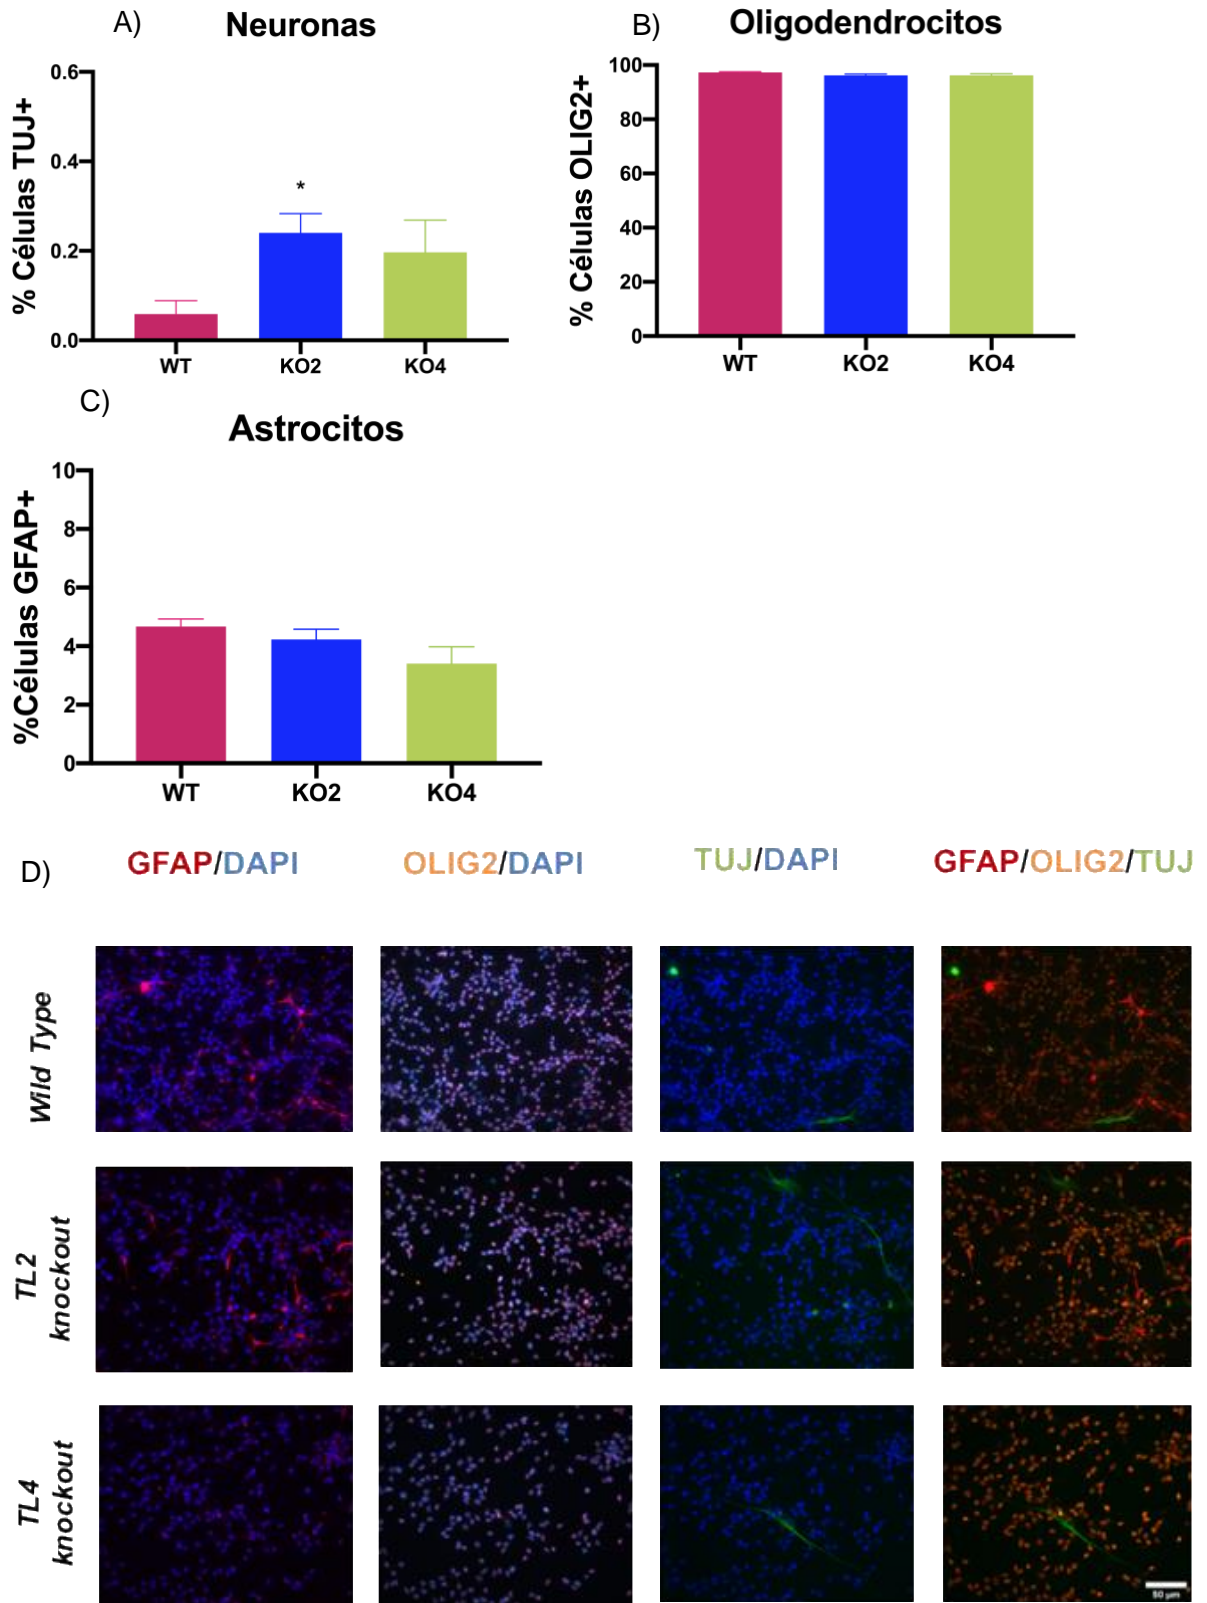 A)
Neuronas
% Células TUJ+
0.6
0.4
0.2
0.0
*
WT
KO2
KO4
B)
Oligodendrocitos
% Células OLIG2+
100
80
60
40
20
0
WT
KO2
KO4
C)
Astrocitos
%Células GFAP+
10
8
6
4
2
0
WT
KO2
KO4
D)
GFAP/DAPI
OLIG2/DAPI
TUJ/DAPI
GFAP/OLIG2/TUJ
Wild Type
TL2
knockout
TL4
knockout
50 µm